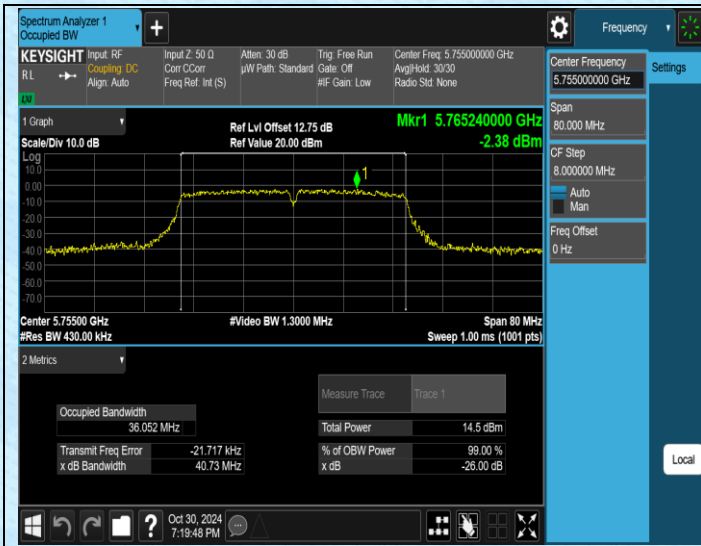 Spectrum Analyzer 1
Occupied BW
+
Frequency
KEYSIGHT
R L
LXI
Input: RF
Coupling: DC
Align: Auto
Input Z: 50 Ω
Corr CCorr
Freq Ref: Int (S)
Atten: 30 dB
µW Path: Standard
Trig: Free Run
Gate: Off
#IF Gain: Low
Center Freq: 5.755000000 GHz
Avg|Hold: 30/30
Radio Std: None
Center Frequency
5.755000000 GHz
Settings
Span
80.000 MHz
CF Step
8.000000 MHz
Auto
Man
Freq Offset
0 Hz
Local
1 Graph
Scale/Div 10.0 dB
Ref Lvl Offset 12.75 dB
Ref Value 20.00 dBm
Mkr1 5.765240000 GHz
-2.38 dBm
Log
10.0
0.00
-10.0
-20.0
-30.0
-40.0
-50.0
-60.0
-70.0
1
Center 5.75500 GHz
#Res BW 430.00 kHz
#Video BW 1.3000 MHz
Span 80 MHz
Sweep 1.00 ms (1001 pts)
2 Metrics
Measure Trace Trace 1
Occupied Bandwidth
36.052 MHz
Total Power 14.5 dBm
Transmit Freq Error -21.717 kHz
x dB Bandwidth 40.73 MHz
% of OBW Power 99.00 %
x dB -26.00 dB
?
Oct 30, 2024
7:19:48 PM